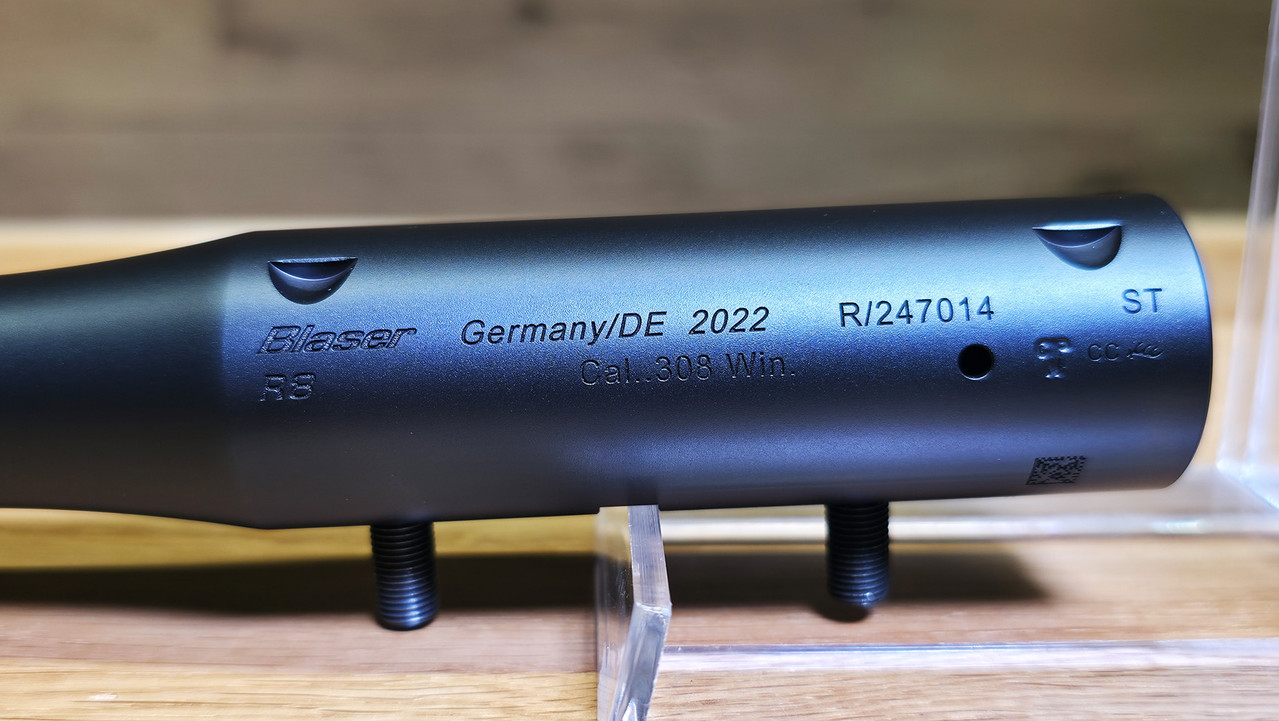 Blaser
R8
Germany/DE 2022
Cal..308 Win.
R/247014
ST
CC